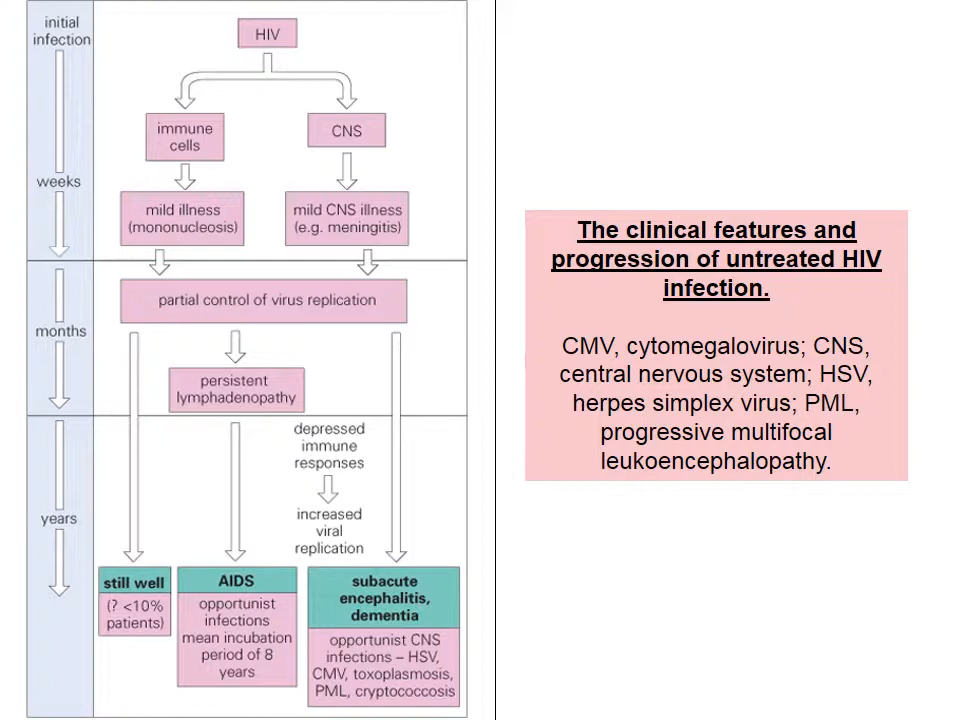 initial
infection
HIV
immune
cells
CNS
weeks
mild illness
(mononucleosis)
mild CNS illness
(e.g. meningitis)
partial control of virus replication
months
persistent
lymphadenopathy
depressed
immune
responses
increased
viral
replication
years
still well
(? <10%
patients)
AIDS
opportunist
infections
mean incubation
period of 8
years
subacute
encephalitis,
dementia
opportunist CNS
infections – HSV,
CMV, toxoplasmosis,
PML, cryptococcosis
The clinical features and
progression of untreated HIV
infection.
CMV, cytomegalovirus; CNS,
central nervous system; HSV,
herpes simplex virus; PML,
progressive multifocal
leukoencephalopathy.